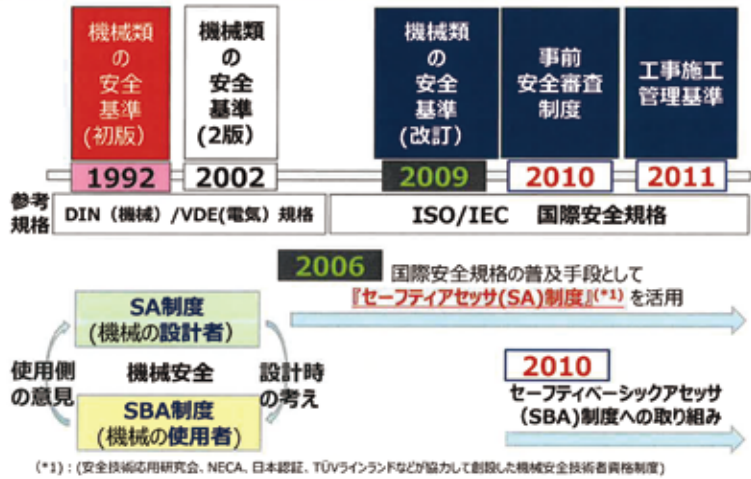 機械類
の
安全
基準
(初版)
機械類
の
安全
基準
(2版)
機械類
の
安全
基準
(改訂)
事前
安全審査
制度
工事施工
管理基準
1992
2002
2009
2010
2011
参考
規格
DIN（機械）/VDE(電気）規格
ISO/IEC 国際安全規格
2006
国際安全規格の普及手段として
『セーフティアセッサ(SA)制度』(*1) を活用
SA制度
(機械の設計者）
使用側
の意見
機械安全
設計時
の考え
SBA制度
(機械の使用者）
2010
セーフティベーシックアセッサ
（SBA)制度への取り組み
(*1)：(安全技術応用研究会、NECA、日本認証、TÜVラインランドなどが協力して創設した機械安全技術者資格制度)